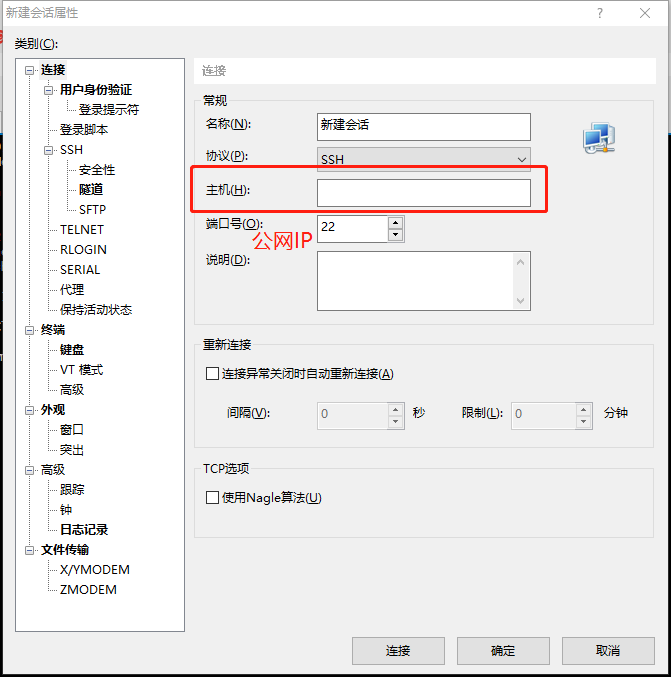 新建会话属性
类别(C):
连接
用户身份验证
登录提示符
登录脚本
SSH
安全性
隧道
SFTP
TELNET
RLOGIN
SERIAL
代理
保持活动状态
终端
键盘
VT 模式
高级
外观
窗口
突出
高级
跟踪
钟
日志记录
文件传输
X/YMODEM
ZMODEM
连接
常规
名称(N):
新建会话
协议(P):
SSH
主机(H):
端口号(O):
22
公网IP
说明(D):
重新连接
连接异常关闭时自动重新连接(A)
间隔(V): 0 秒 限制(L): 0 分钟
TCP选项
使用Nagle算法(U)
连接 确定 取消